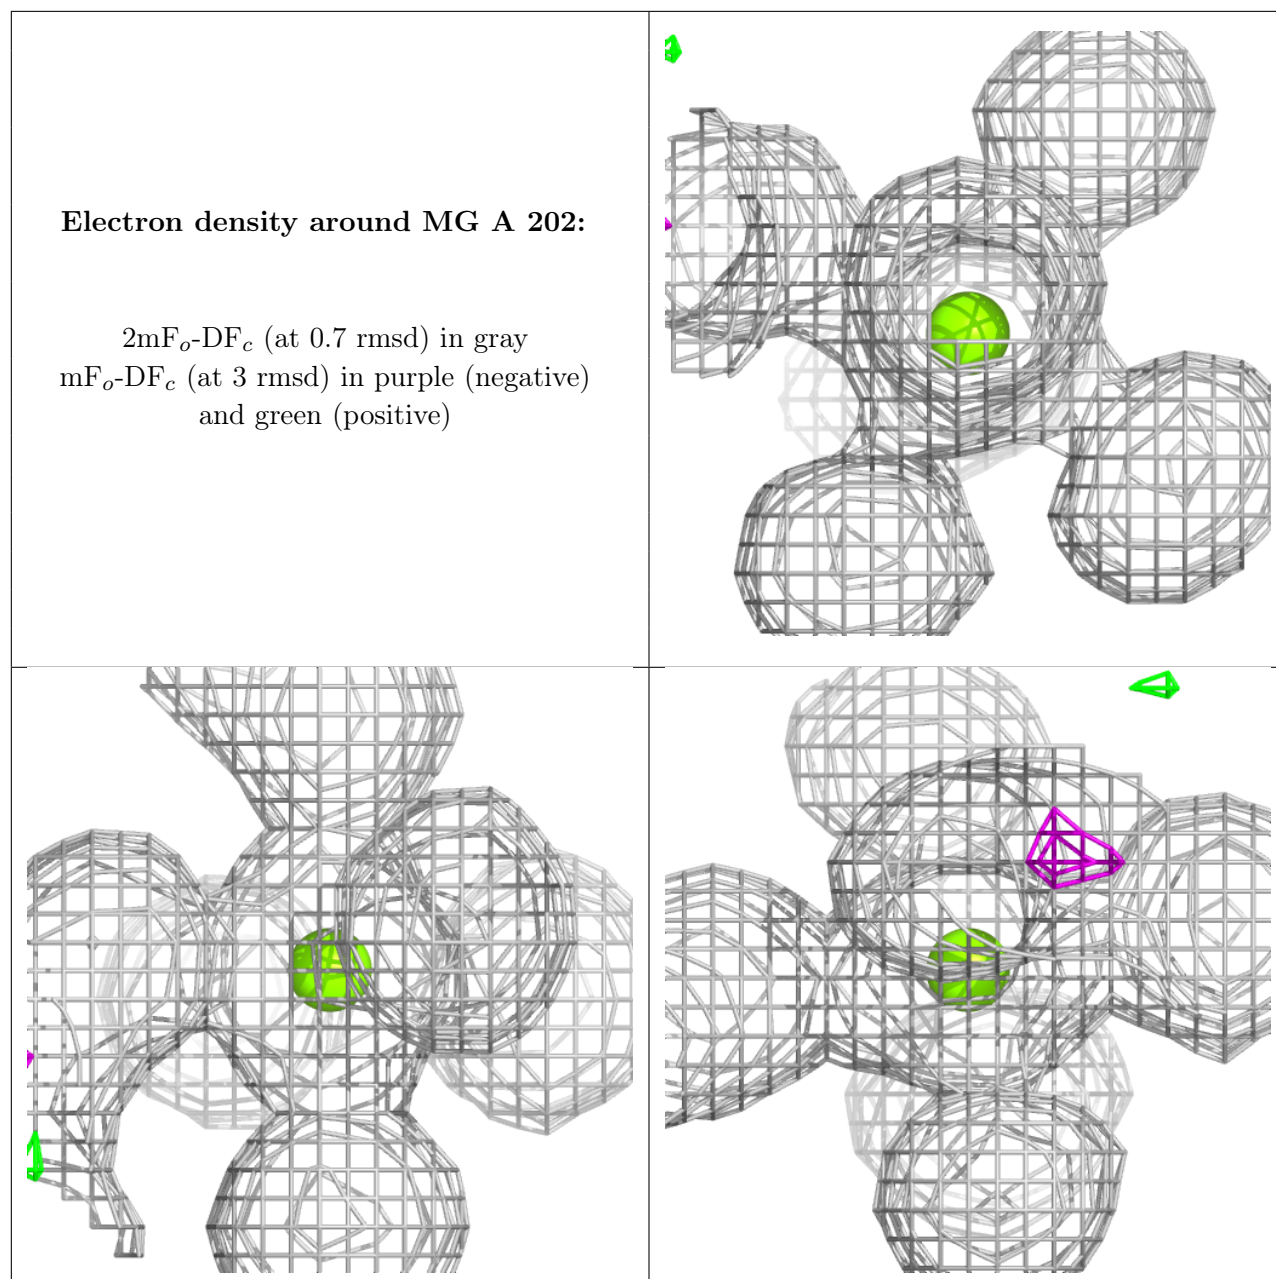 Electron density around MG A 202:
2mFo-DFc (at 0.7 rmsd) in gray
mFo-DFc (at 3 rmsd) in purple (negative)
and green (positive)